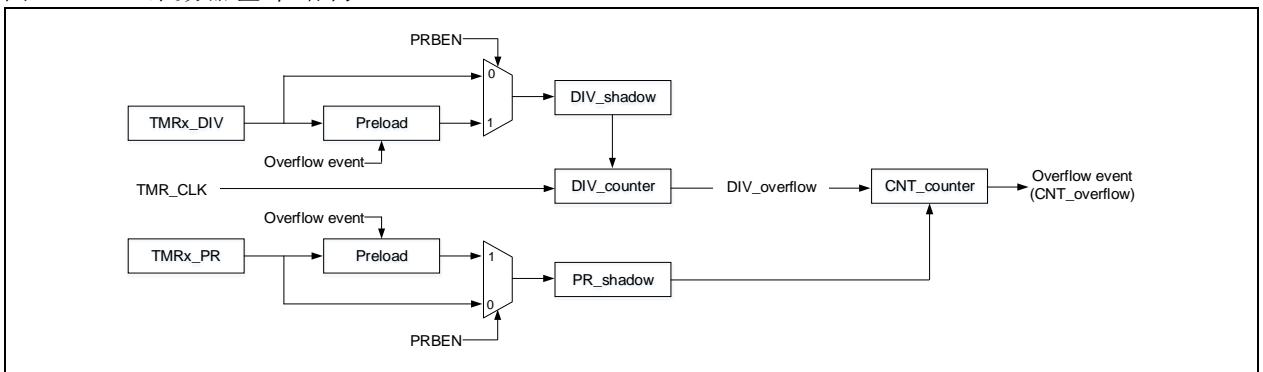 PRBEN
0
DIV_shadow
TMRx_DIV
Preload
1
Overflow event
TMR_CLK
DIV_counter
DIV_overflow
CNT_counter
Overflow event
(CNT_overflow)
Overflow event
TMRx_PR
Preload
1
PR_shadow
0
PRBEN